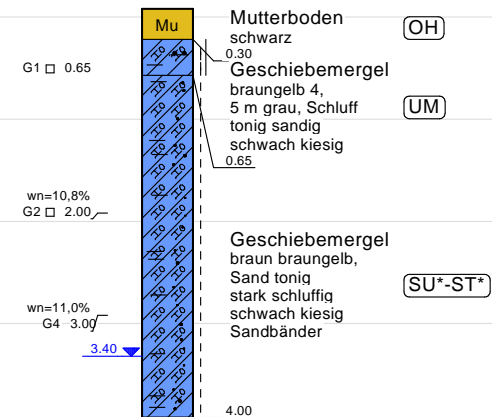 Mu
Mutterboden
schwarz
OH
0.30
G1 0.65
Geschiebemergel
braungelb 4,
5 m grau, Schluff
tonig sandig
schwach kiesig
UM
0.65
wn=10,8%
G2 2.00
Geschiebemergel
braun braungelb,
Sand tonig
stark schluffig
schwach kiesig
Sandbänder
SU*-ST*
wn=11,0%
G4 3.00
3.40
4.00